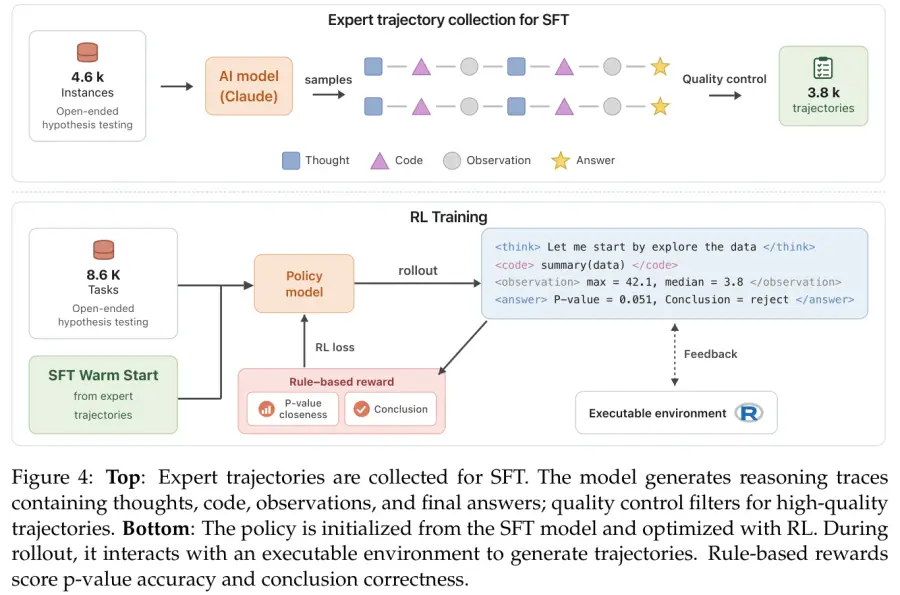 Expert trajectory collection for SFT
4.6 k
Instances
Open-ended
hypothesis testing
AI model
(Claude)
samples
Quality control
3.8 k
trajectories
Thought
Code
Observation
Answer
RL Training
8.6 K
Tasks
Open-ended
hypothesis testing
SFT Warm Start
from expert
trajectories
Policy
model
rollout
<think> Let me start by explore the data </think>
<code> summary(data) </code>
<observation> max = 42.1, median = 3.8 </observation>
<answer> P-value = 0.051, Conclusion = reject </answer>
RL loss
Rule-based reward
P-value
closeness
Conclusion
Feedback
Executable environment R
Figure 4: Top: Expert trajectories are collected for SFT. The model generates reasoning traces
containing thoughts, code, observations, and final answers; quality control filters for high-quality
trajectories. Bottom: The policy is initialized from the SFT model and optimized with RL. During
rollout, it interacts with an executable environment to generate trajectories. Rule-based rewards
score p-value accuracy and conclusion correctness.